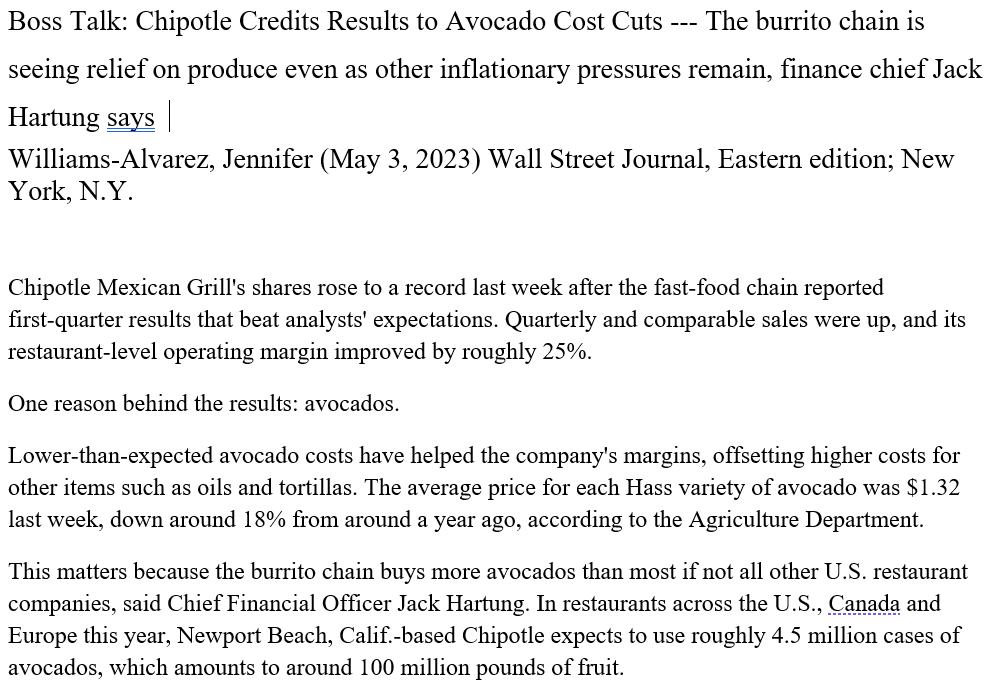 Boss Talk: Chipotle Credits Results to Avocado Cost Cuts --- The burrito chain is
seeing relief on produce even as other inflationary pressures remain, finance chief Jack
Hartung says
Williams-Alvarez, Jennifer (May 3, 2023) Wall Street Journal, Eastern edition; New
York, N.Y.
Chipotle Mexican Grill's shares rose to a record last week after the fast-food chain reported
first-quarter results that beat analysts' expectations. Quarterly and comparable sales were up, and its
restaurant-level operating margin improved by roughly 25%.
One reason behind the results: avocados.
Lower-than-expected avocado costs have helped the company's margins, offsetting higher costs for
other items such as oils and tortillas. The average price for each Hass variety of avocado was $1.32
last week, down around 18% from around a year ago, according to the Agriculture Department.
This matters because the burrito chain buys more avocados than most if not all other U.S. restaurant
companies, said Chief Financial Officer Jack Hartung. In restaurants across the U.S., Canada and
Europe this year, Newport Beach, Calif.-based Chipotle expects to use roughly 4.5 million cases of
avocados, which amounts to around 100 million pounds of fruit.